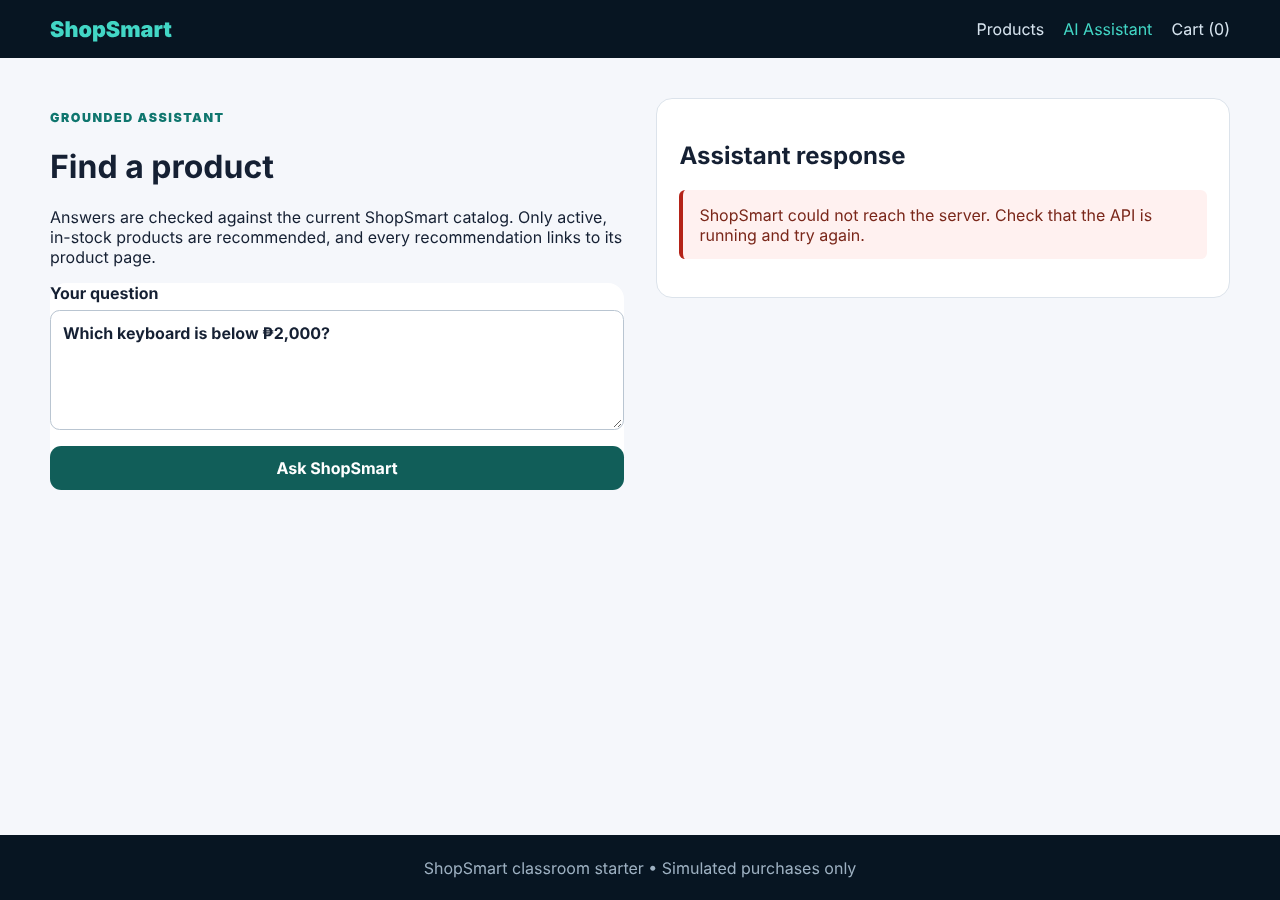 ShopSmart
Products
AI Assistant
Cart (0)
GROUNDED ASSISTANT
Find a product
Answers are checked against the current ShopSmart catalog. Only active,
in-stock products are recommended, and every recommendation links to its
product page.
Your question
Which keyboard is below ₱2,000?
Ask ShopSmart
Assistant response
ShopSmart could not reach the server. Check that the API is
running and try again.
ShopSmart classroom starter • Simulated purchases only